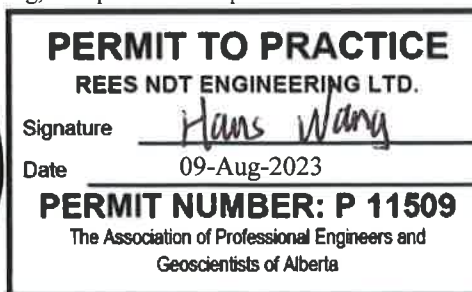 PERMIT TO PRACTICE
REES NDT ENGINEERING LTD.
Signature Hans Wang
Date 09-Aug-2023
PERMIT NUMBER: P 11509
The Association of Professional Engineers and
Geoscientists of Alberta